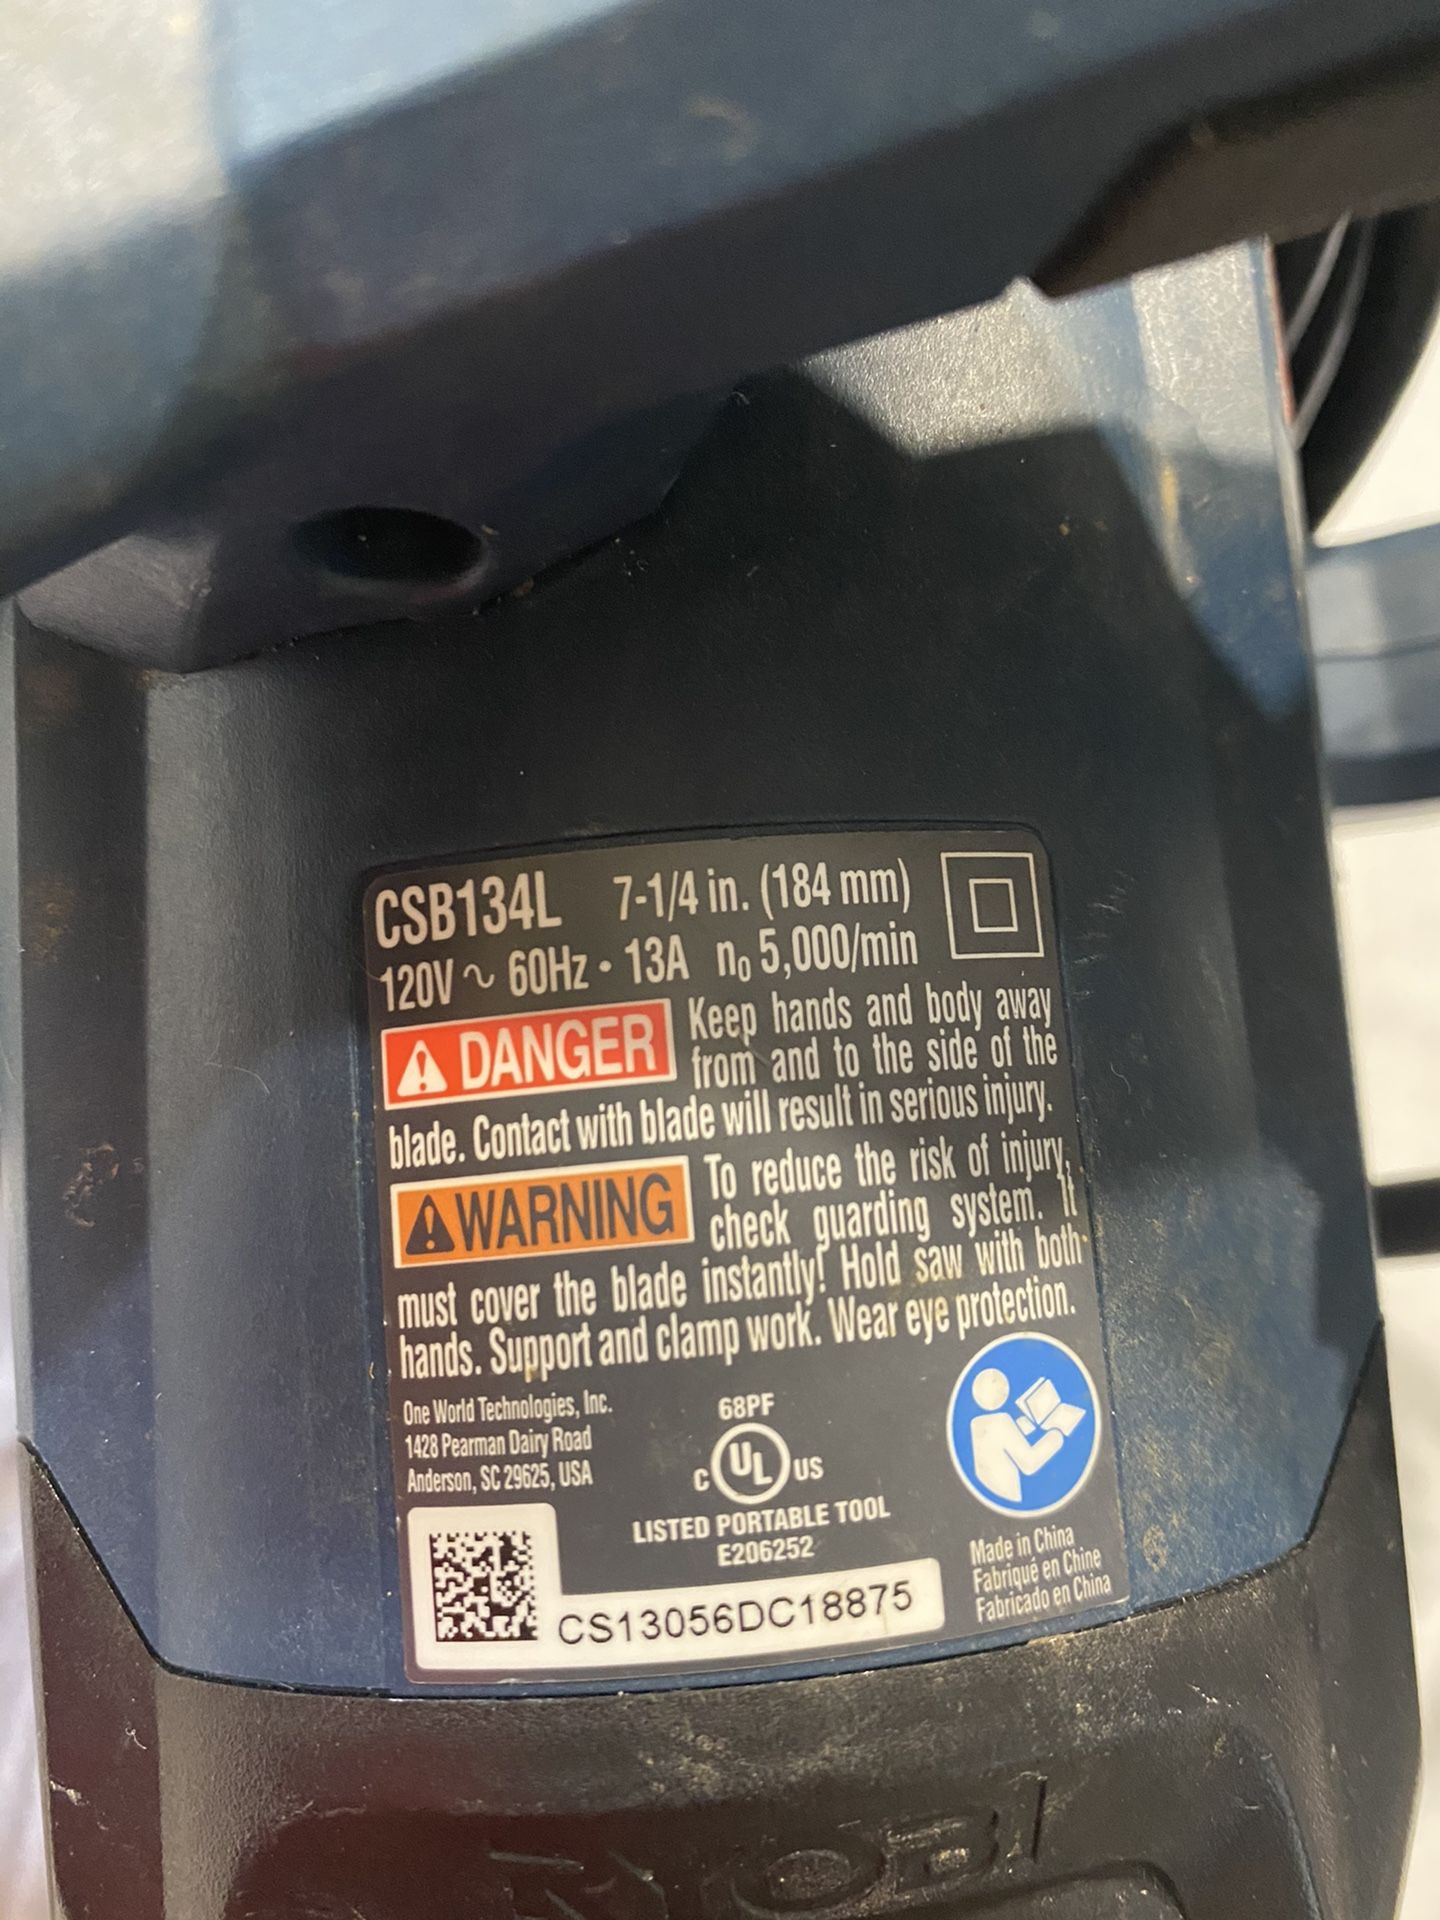 CSB134L 7-1/4 in. (184 mm)
120V ~ 60Hz • 13A n₀ 5,000/min
DANGER Keep hands and body away
from and to the side of the
blade. Contact with blade will result in serious injury.
WARNING To reduce the risk of injury,
check guarding system. It
must cover the blade instantly! Hold saw with both
hands. Support and clamp work. Wear eye protection.
One World Technologies, Inc.
1428 Pearman Dairy Road
Anderson, SC 29625, USA
68PF
C UL US
LISTED PORTABLE TOOL
E206252
Made in China
Fabriqué en Chine
Fabricado en China
CS13056DC18875
RYOBI